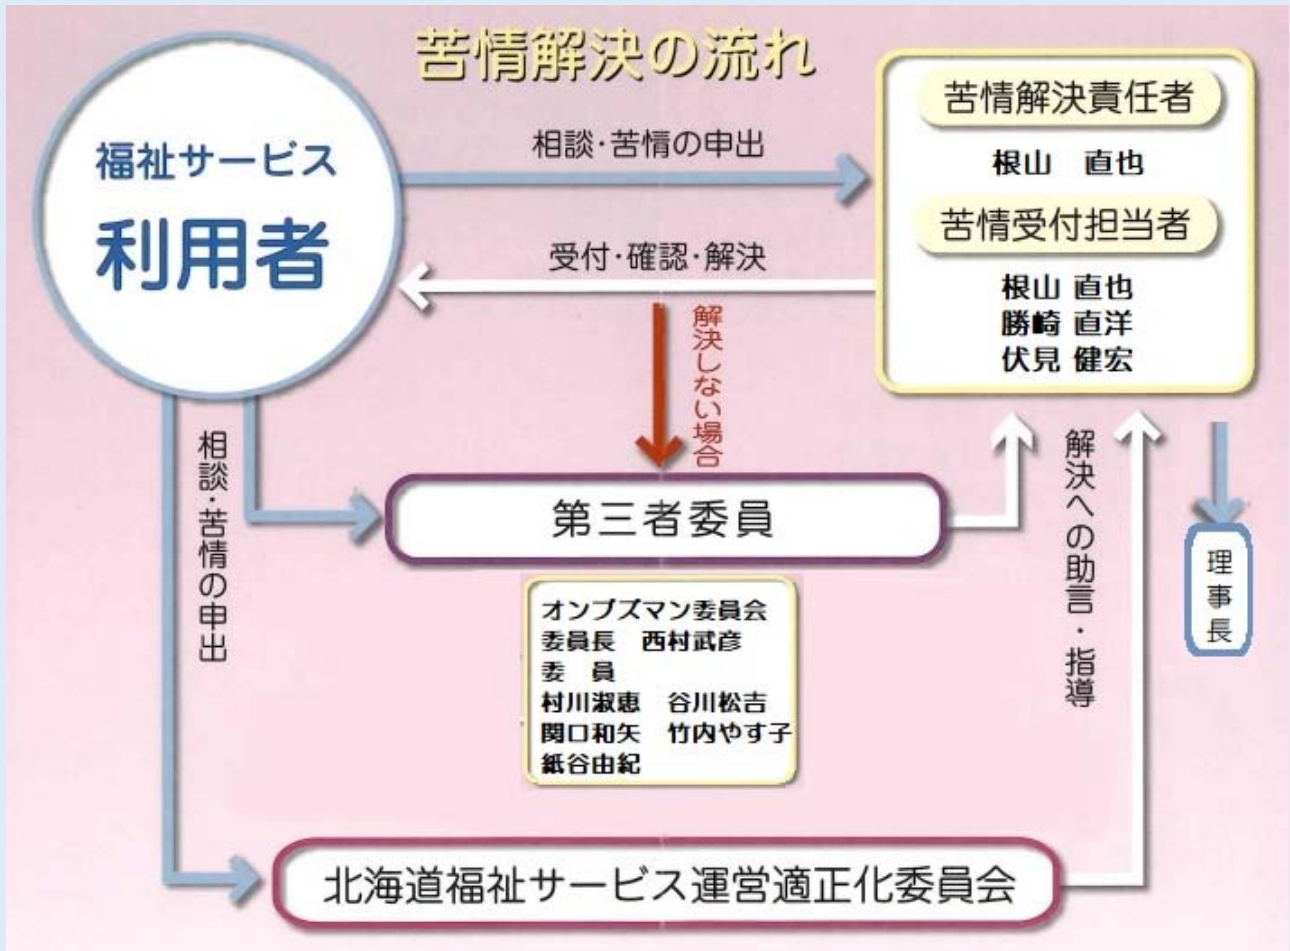 苦情解決の流れ
福祉サービス
利用者
相談・苦情の申出
受付・確認・解決
苦情解決責任者
根山　直也
苦情受付担当者
根山 直也
勝崎 直洋
伏見 健宏
解決しない場合
相談・苦情の申出
第三者委員
オンブズマン委員会
委員長　西村武彦
委　員
村川淑恵　谷川松吉
関口和矢　竹内やす子
紙谷由紀
解決への助言・指導
理事長
北海道福祉サービス運営適正化委員会